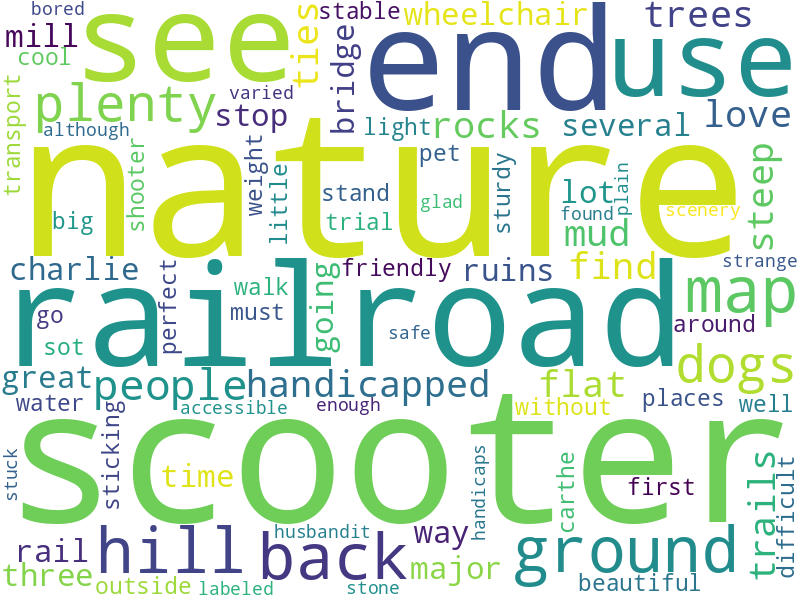 bored
stable
wheelchair
trees
mill
see
ties
end
use
cool
plenty
varied
bridge
love
transport
although
stop
light
rocks
several
nature
shooter
weight
little
pet
sturdy
steep
big
stand
glad
lot
plain
trial
found
scenery
mud
charlie
perfect
going
friendly
ruins
find
strange
railroad
walk
map
go
must
around
sot
safe
great
people
handicapped
flat
dogs
water
accessible
enough
without
places
well
scooter
sticking
stuck
time
handicaps
carthe
first
trails
difficult
rail
hill
husbandit
back
way
ground
three
outside
labeled
stone
major
beautiful